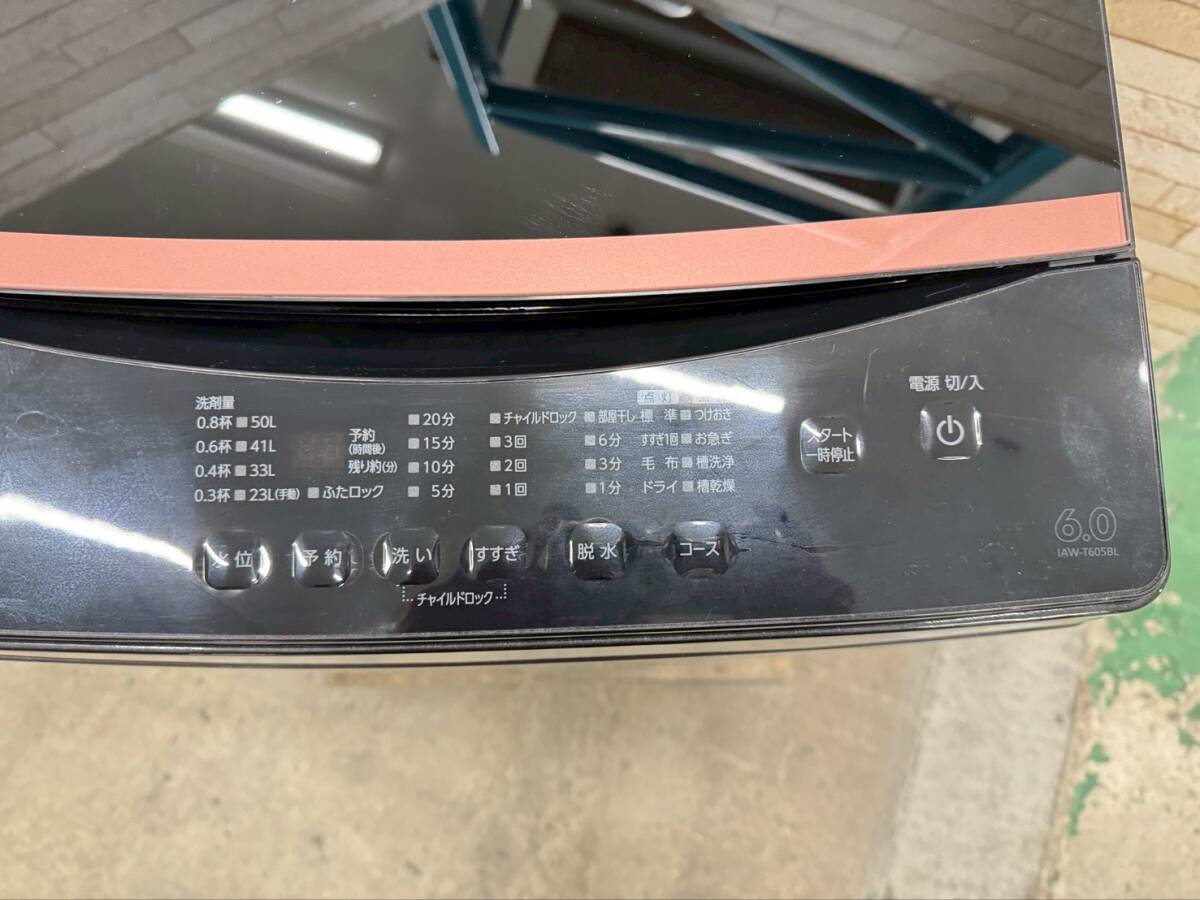 電源 切/入
洗剤量
0.8杯 50L
0.6杯 41L
0.4杯 33L
0.3杯 23L(手動)
予約
(時間後)
残り約(分)
ふたロック
20分
15分
10分
5分
チャイルドロック
3回
2回
1回
部屋干し
6分
3分
1分
点灯
標準 つけおき
すすぎ1回 お急ぎ
毛布 槽洗浄
ドライ 槽乾燥
スタート
一時停止
水位
予約
洗い
すすぎ
脱水
コース
チャイルドロック
6.0
IAW-T605BL